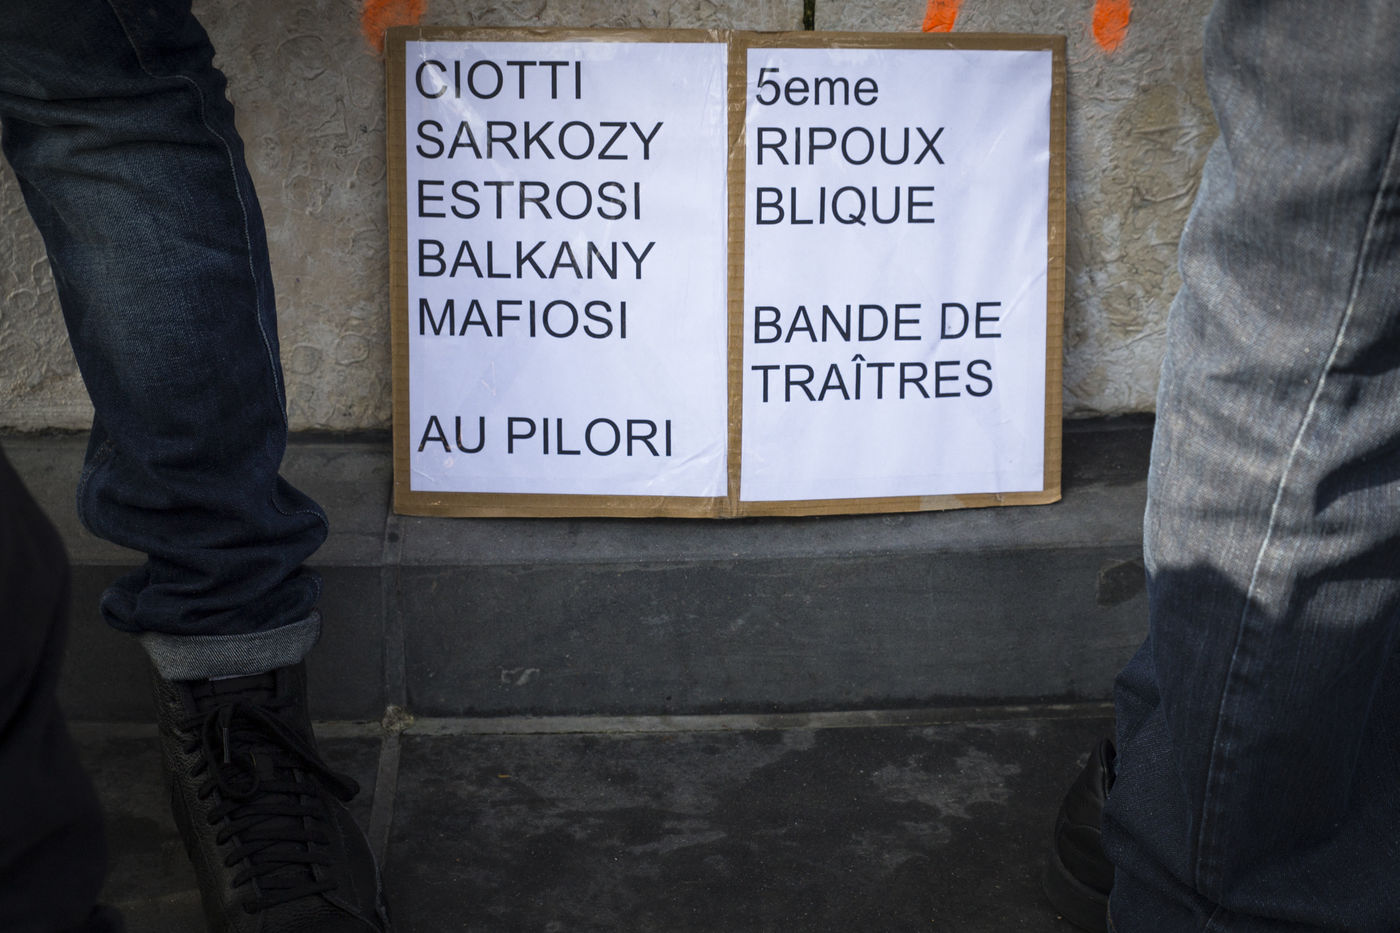 CIOTTI
SARKOZY
ESTROSI
BALKANY
MAFIOSI
AU PILORI
5eme
RIPOUX
BLIQUE
BANDE DE
TRAÎTRES